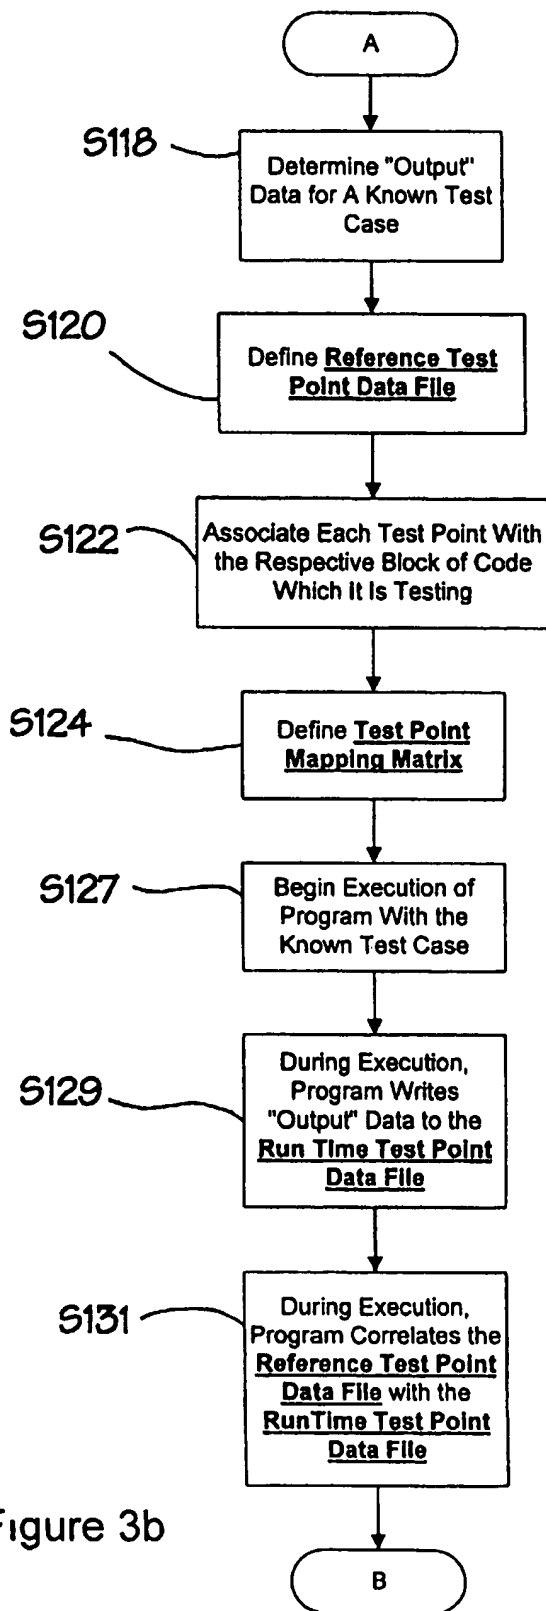 A
S118
Determine "Output"
Data for A Known Test
Case
S120
Define Reference Test
Point Data File
S122
Associate Each Test Point With
the Respective Block of Code
Which It Is Testing
S124
Define Test Point
Mapping Matrix
S127
Begin Execution of
Program With the
Known Test Case
S129
During Execution,
Program Writes
"Output" Data to the
Run Time Test Point
Data File
S131
During Execution,
Program Correlates the
Reference Test Point
Data File with the
RunTime Test Point
Data File
Figure 3b
B